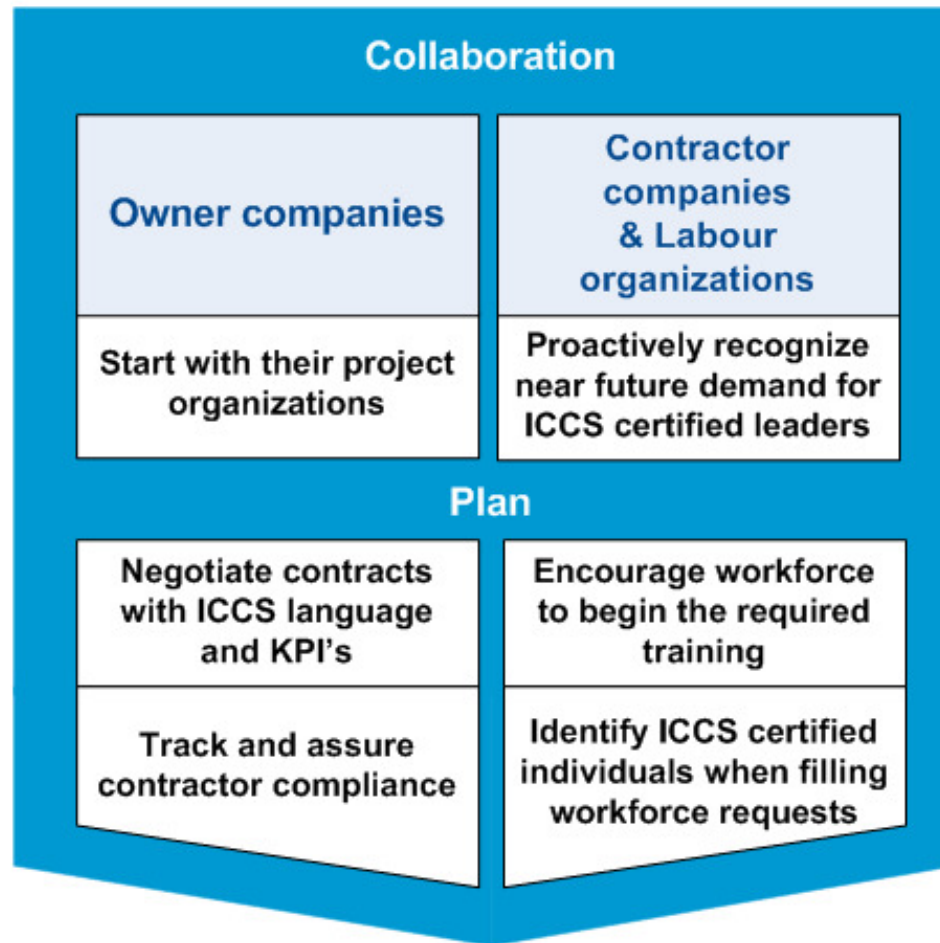 Collaboration
Owner companies
Contractor
companies
& Labour
organizations
Start with their project
organizations
Proactively recognize
near future demand for
ICCS certified leaders
Plan
Negotiate contracts
with ICCS language
and KPI's
Encourage workforce
to begin the required
training
Track and assure
contractor compliance
Identify ICCS certified
individuals when filling
workforce requests